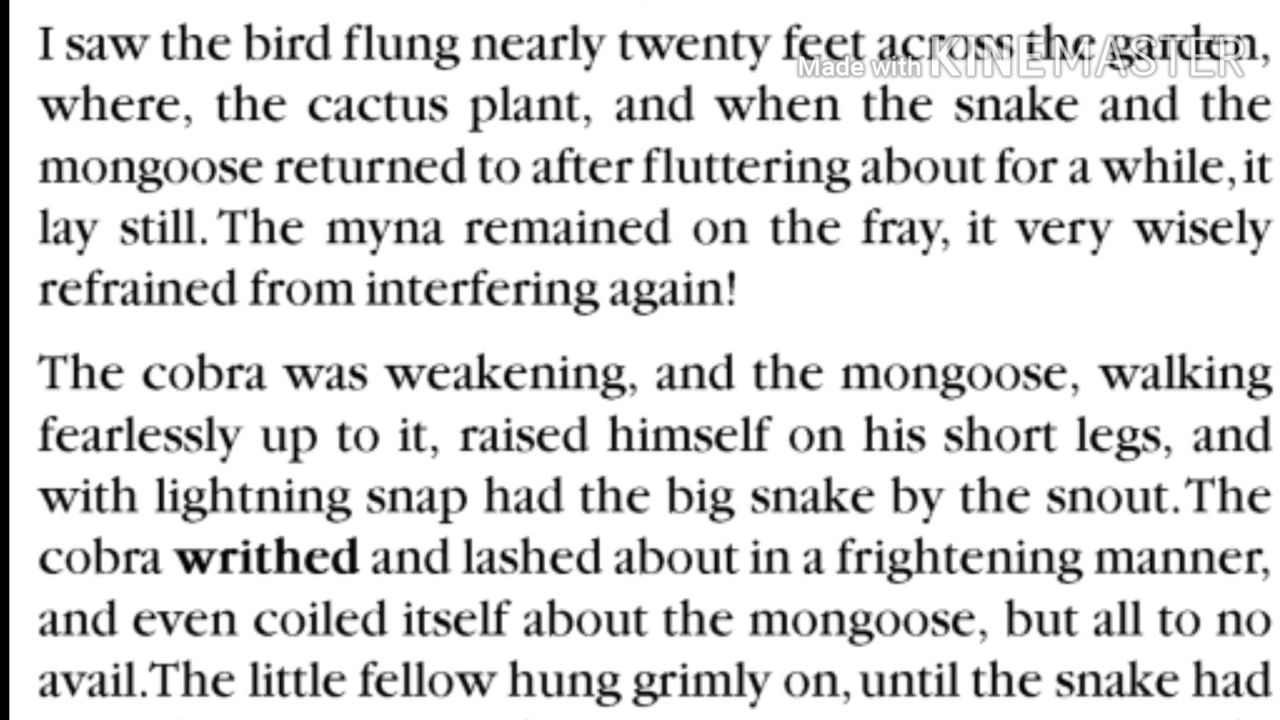 I saw the bird flung nearly twenty feet across the garden,
Made with KINEMASTER
where, the cactus plant, and when the snake and the
mongoose returned to after fluttering about for a while, it
lay still. The myna remained on the fray, it very wisely
refrained from interfering again!
The cobra was weakening, and the mongoose, walking
fearlessly up to it, raised himself on his short legs, and
with lightning snap had the big snake by the snout. The
cobra writhed and lashed about in a frightening manner,
and even coiled itself about the mongoose, but all to no
avail. The little fellow hung grimly on, until the snake had